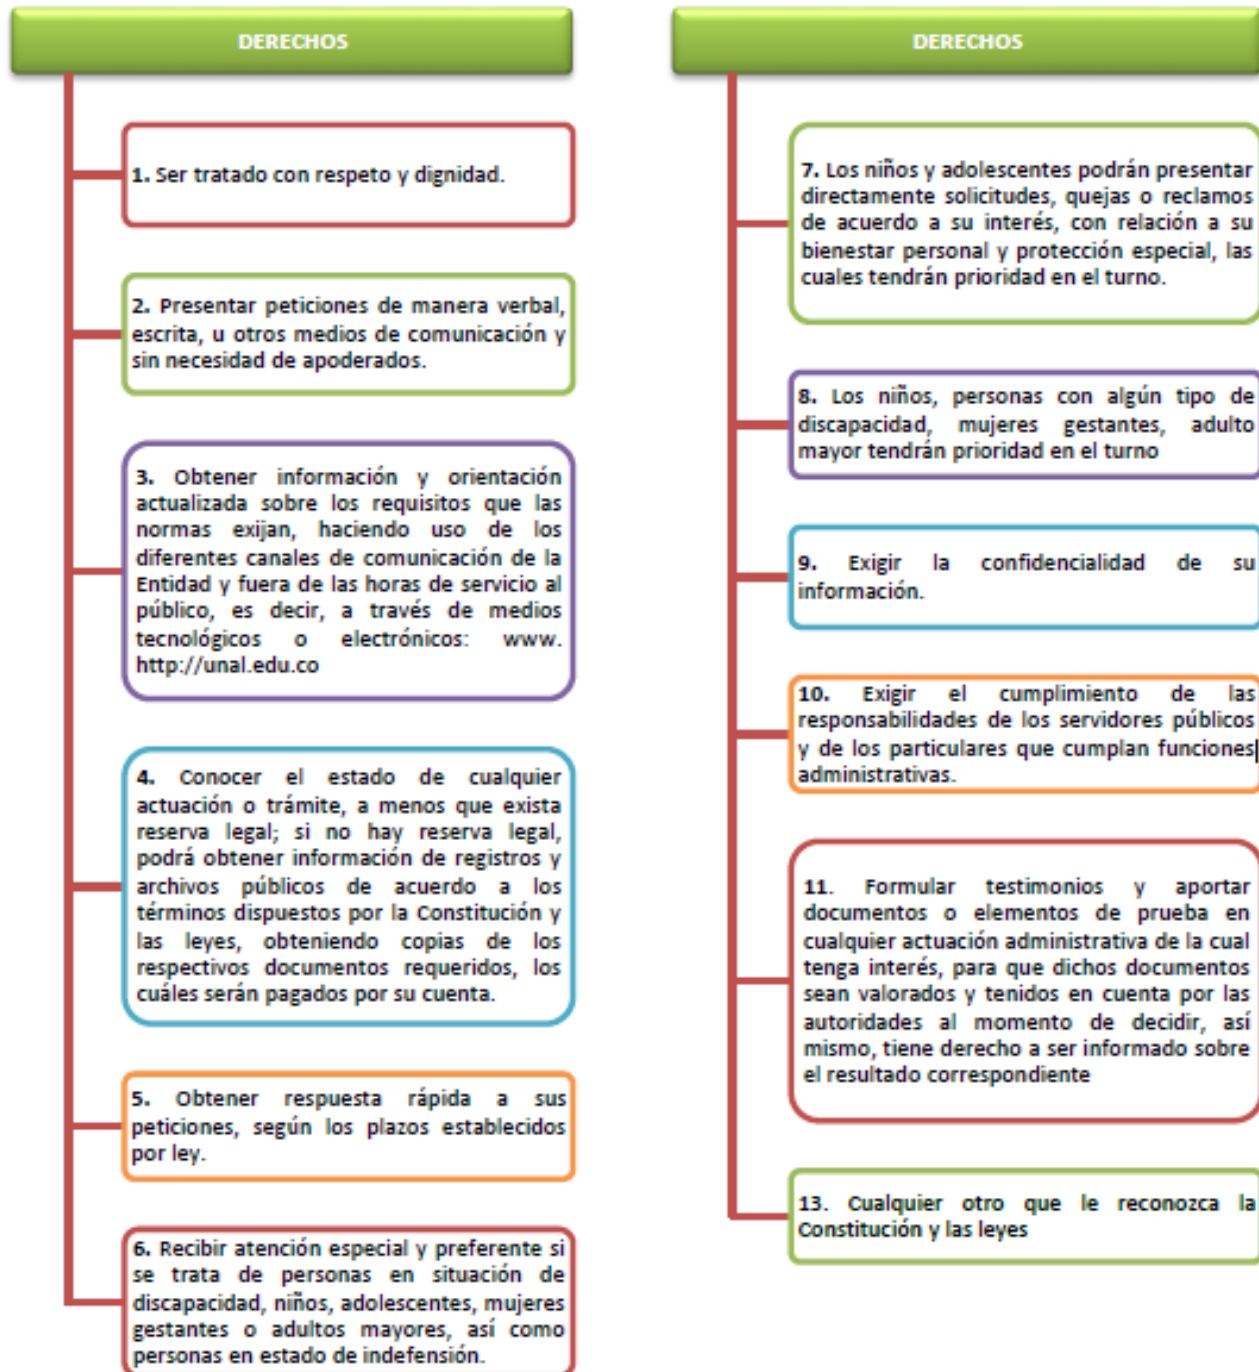 DERECHOS
1. Ser tratado con respeto y dignidad.
2. Presentar peticiones de manera verbal,
escrita, u otros medios de comunicación y
sin necesidad de apoderados.
3. Obtener información y orientación
actualizada sobre los requisitos que las
normas exijan, haciendo uso de los
diferentes canales de comunicación de la
Entidad y fuera de las horas de servicio al
público, es decir, a través de medios
tecnológicos o electrónicos: www.
http://unal.edu.co
4. Conocer el estado de cualquier
actuación o trámite, a menos que exista
reserva legal; si no hay reserva legal,
podrá obtener información de registros y
archivos públicos de acuerdo a los
términos dispuestos por la Constitución y
las leyes, obteniendo copias de los
respectivos documentos requeridos, los
cuáles serán pagados por su cuenta.
5. Obtener respuesta rápida a sus
peticiones, según los plazos establecidos
por ley.
6. Recibir atención especial y preferente si
se trata de personas en situación de
discapacidad, niños, adolescentes, mujeres
gestantes o adultos mayores, así como
personas en estado de indefensión.
DERECHOS
7. Los niños y adolescentes podrán presentar
directamente solicitudes, quejas o reclamos
de acuerdo a su interés, con relación a su
bienestar personal y protección especial, las
cuales tendrán prioridad en el turno.
8. Los niños, personas con algún tipo de
discapacidad, mujeres gestantes, adulto
mayor tendrán prioridad en el turno
9. Exigir la confidencialidad de su
información.
10. Exigir el cumplimiento de las
responsabilidades de los servidores públicos
y de los particulares que cumplan funciones
administrativas.
11. Formular testimonios y aportar
documentos o elementos de prueba en
cualquier actuación administrativa de la cual
tenga interés, para que dichos documentos
sean valorados y tenidos en cuenta por las
autoridades al momento de decidir, así
mismo, tiene derecho a ser informado sobre
el resultado correspondiente
13. Cualquier otro que le reconozca la
Constitución y las leyes